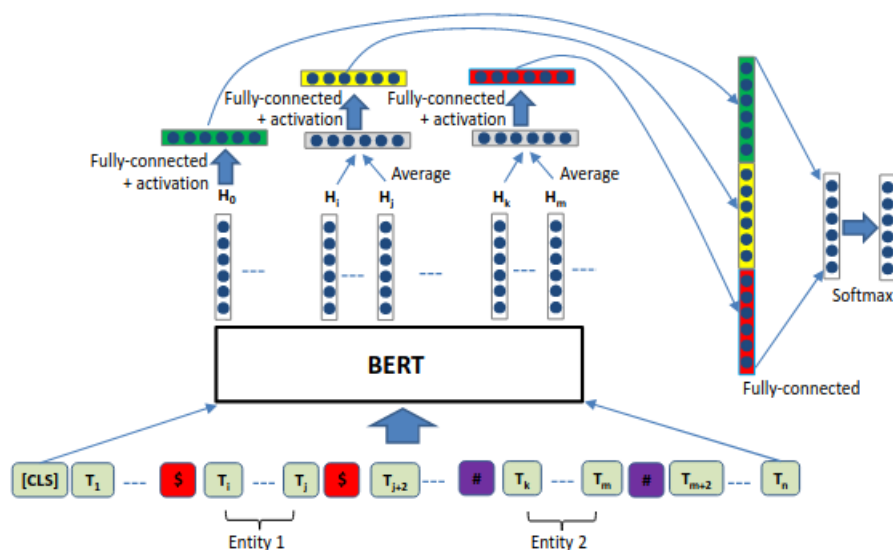 Fully-connected
+ activation
Fully-connected
+ activation
Fully-connected
+ activation
Average
Average
H0
Hi
Hj
Hk
Hm
Softmax
BERT
Fully-connected
[CLS] T1 $ Ti Tj $ Tj+2 # Tk Tm # Tm+2 Tn
Entity 1
Entity 2